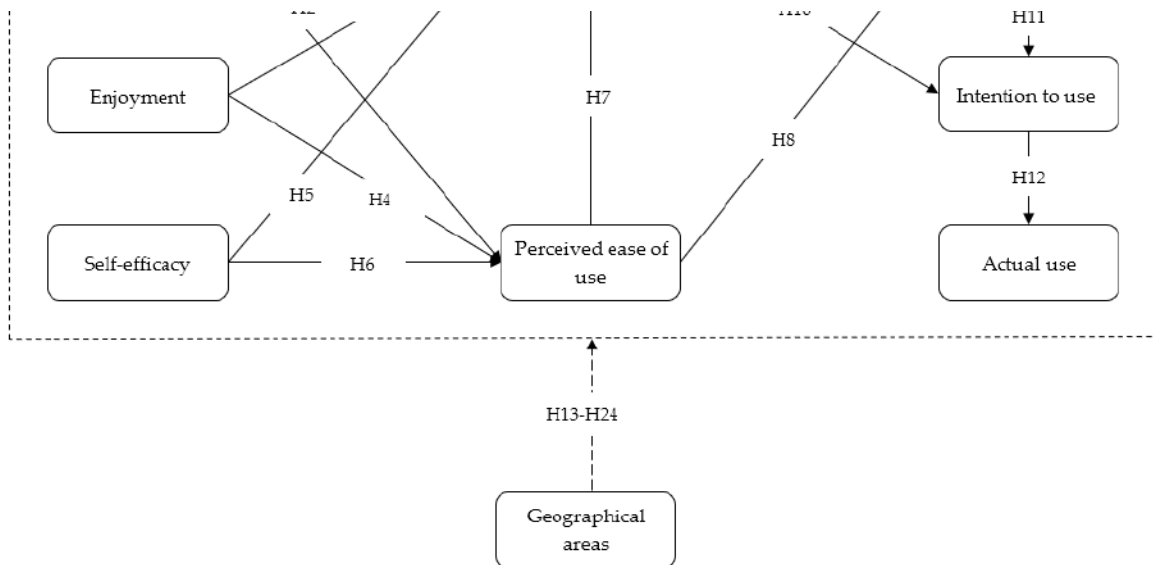 H11
Enjoyment
H7
Intention to use
H8
H5
H4
H12
Self-efficacy
H6
Perceived ease of
use
Actual use
H13-H24
Geographical
areas